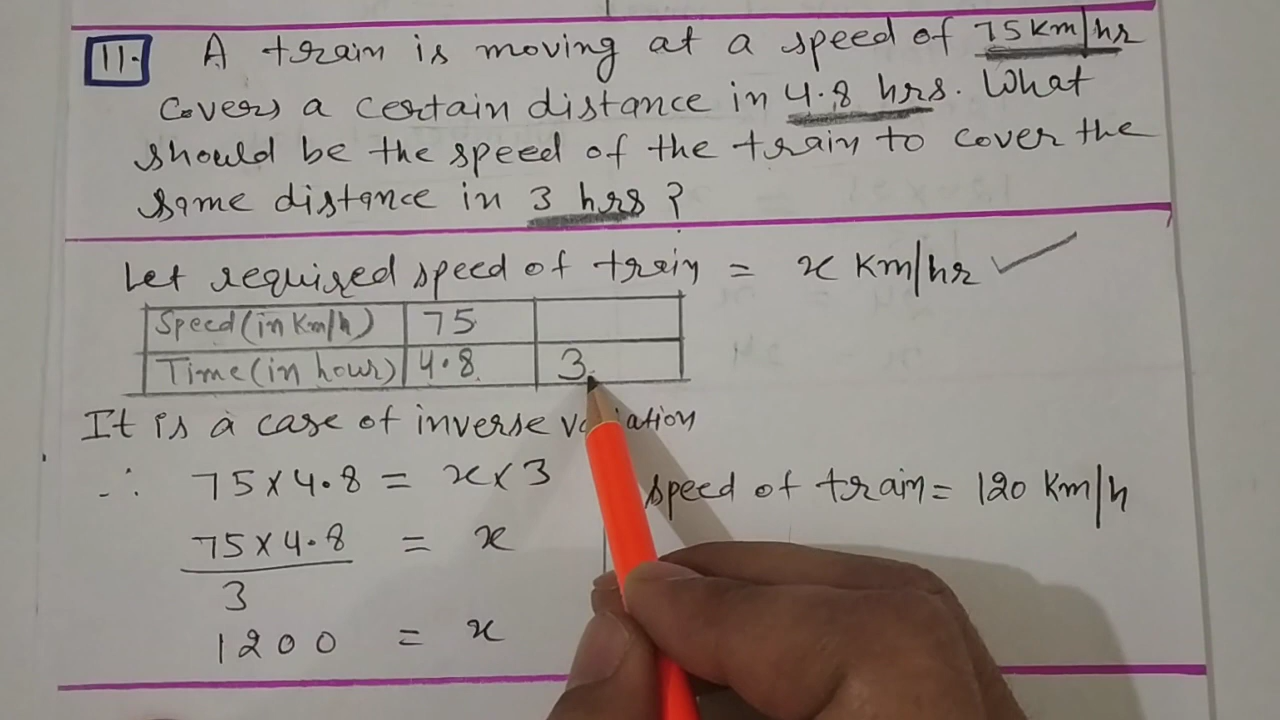 11. A train is moving at a speed of 75km/hr
covers a certain distance in 4.8 hrs. What
should be the speed of the train to cover the
same distance in 3 hrs ?
Let required speed of train = x km/hr ✓
Speed (in km/h) 75
Time (in hour) 4.8 3
It is a case of inverse variation
∴ 75 × 4.8 = x × 3
75 × 4.8 = x
3
1200 = x
speed of train = 120 km/h